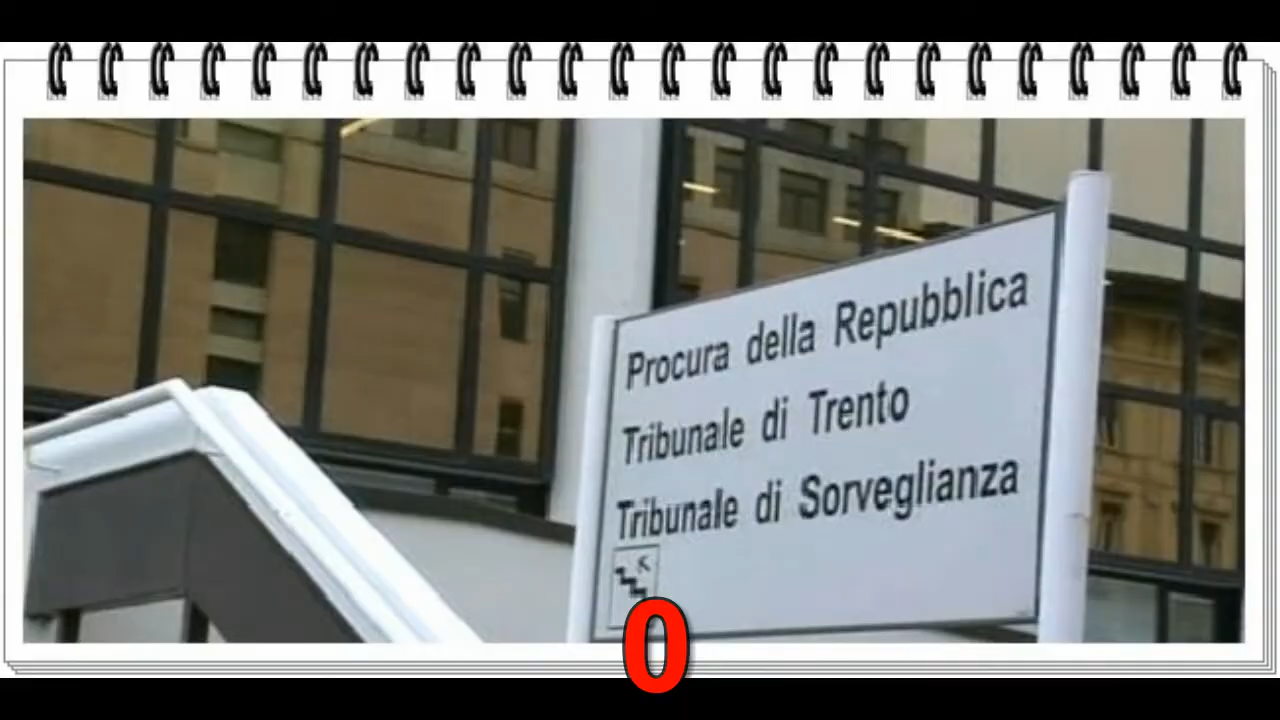 Procura della Repubblica
Tribunale di Trento
Tribunale di Sorveglianza
0